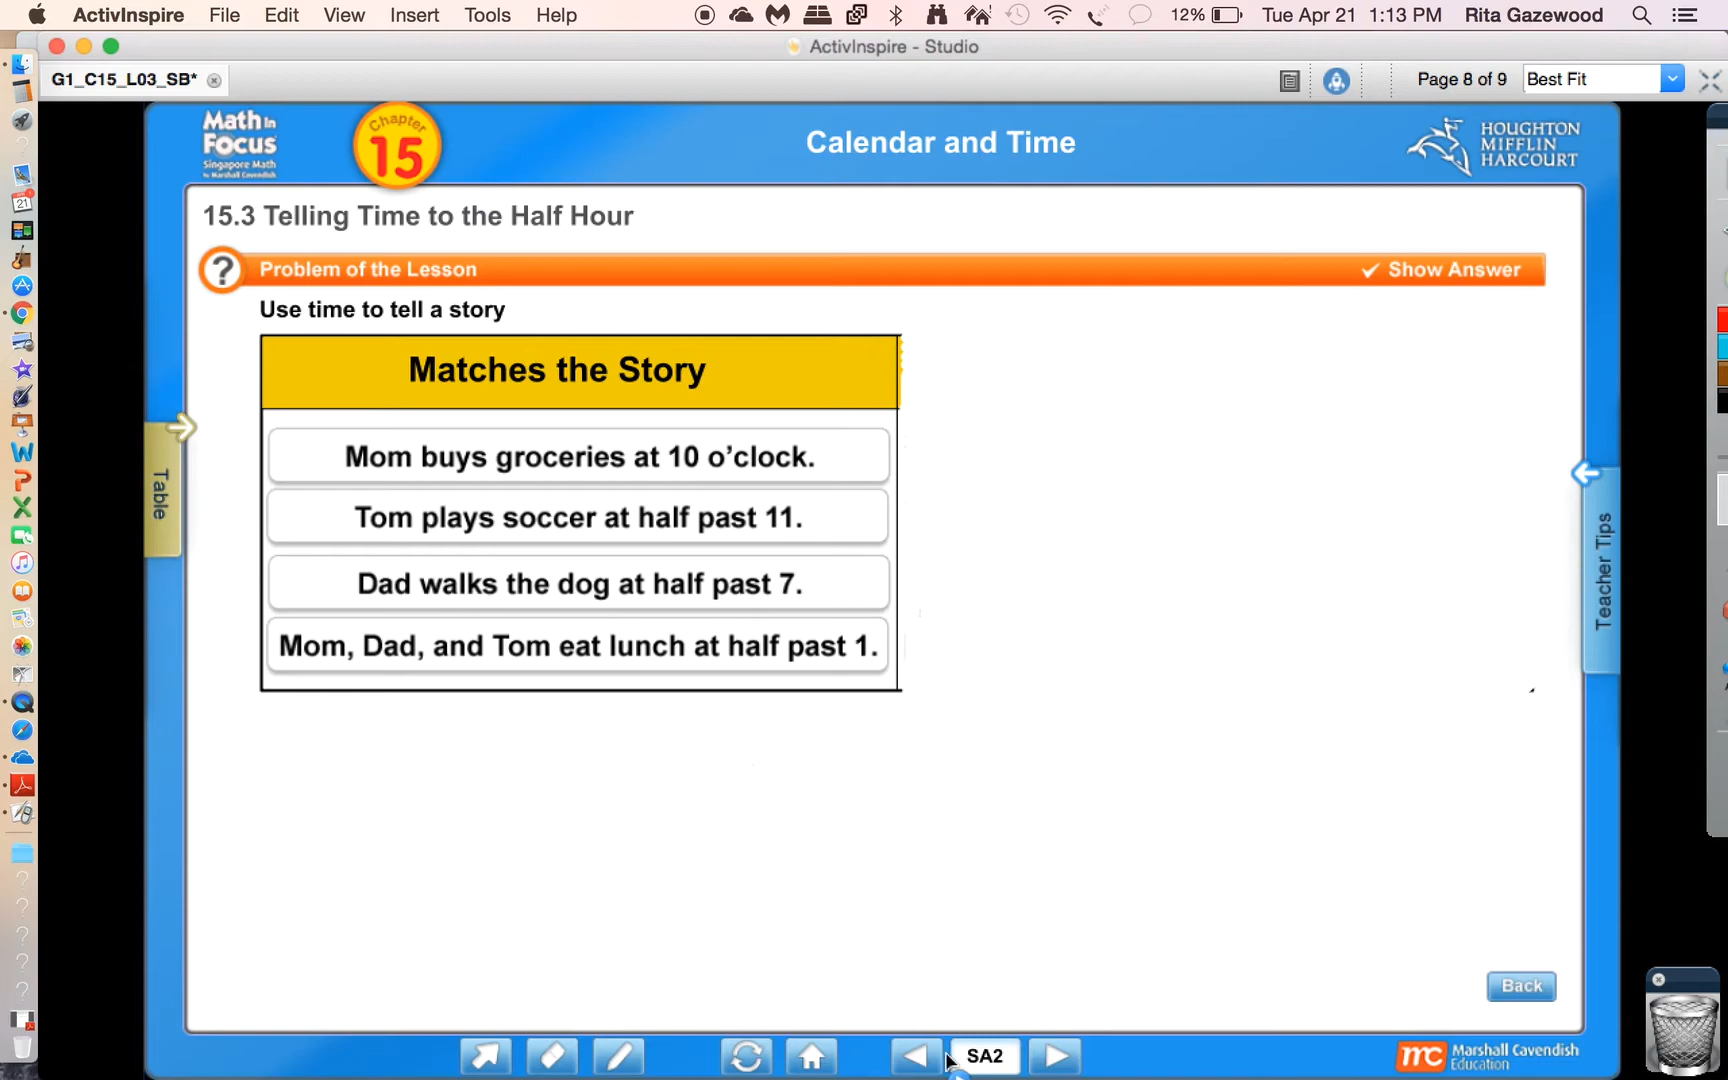 ActivInspire File Edit View Insert Tools Help 12% Tue Apr 21 1:13 PM Rita Gazewood
ActivInspire - Studio
G1_C15_L03_SB* Page 8 of 9 Best Fit
Math in Focus
Singapore Math
by Marshall Cavendish
Chapter 15
Calendar and Time
HOUGHTON
MIFFLIN
HARCOURT
15.3 Telling Time to the Half Hour
? Problem of the Lesson Show Answer
Use time to tell a story
Matches the Story
Mom buys groceries at 10 o’clock.
Tom plays soccer at half past 11.
Dad walks the dog at half past 7.
Mom, Dad, and Tom eat lunch at half past 1.
Table
Teacher Tips
Back
SA2
mc Marshall Cavendish
Education